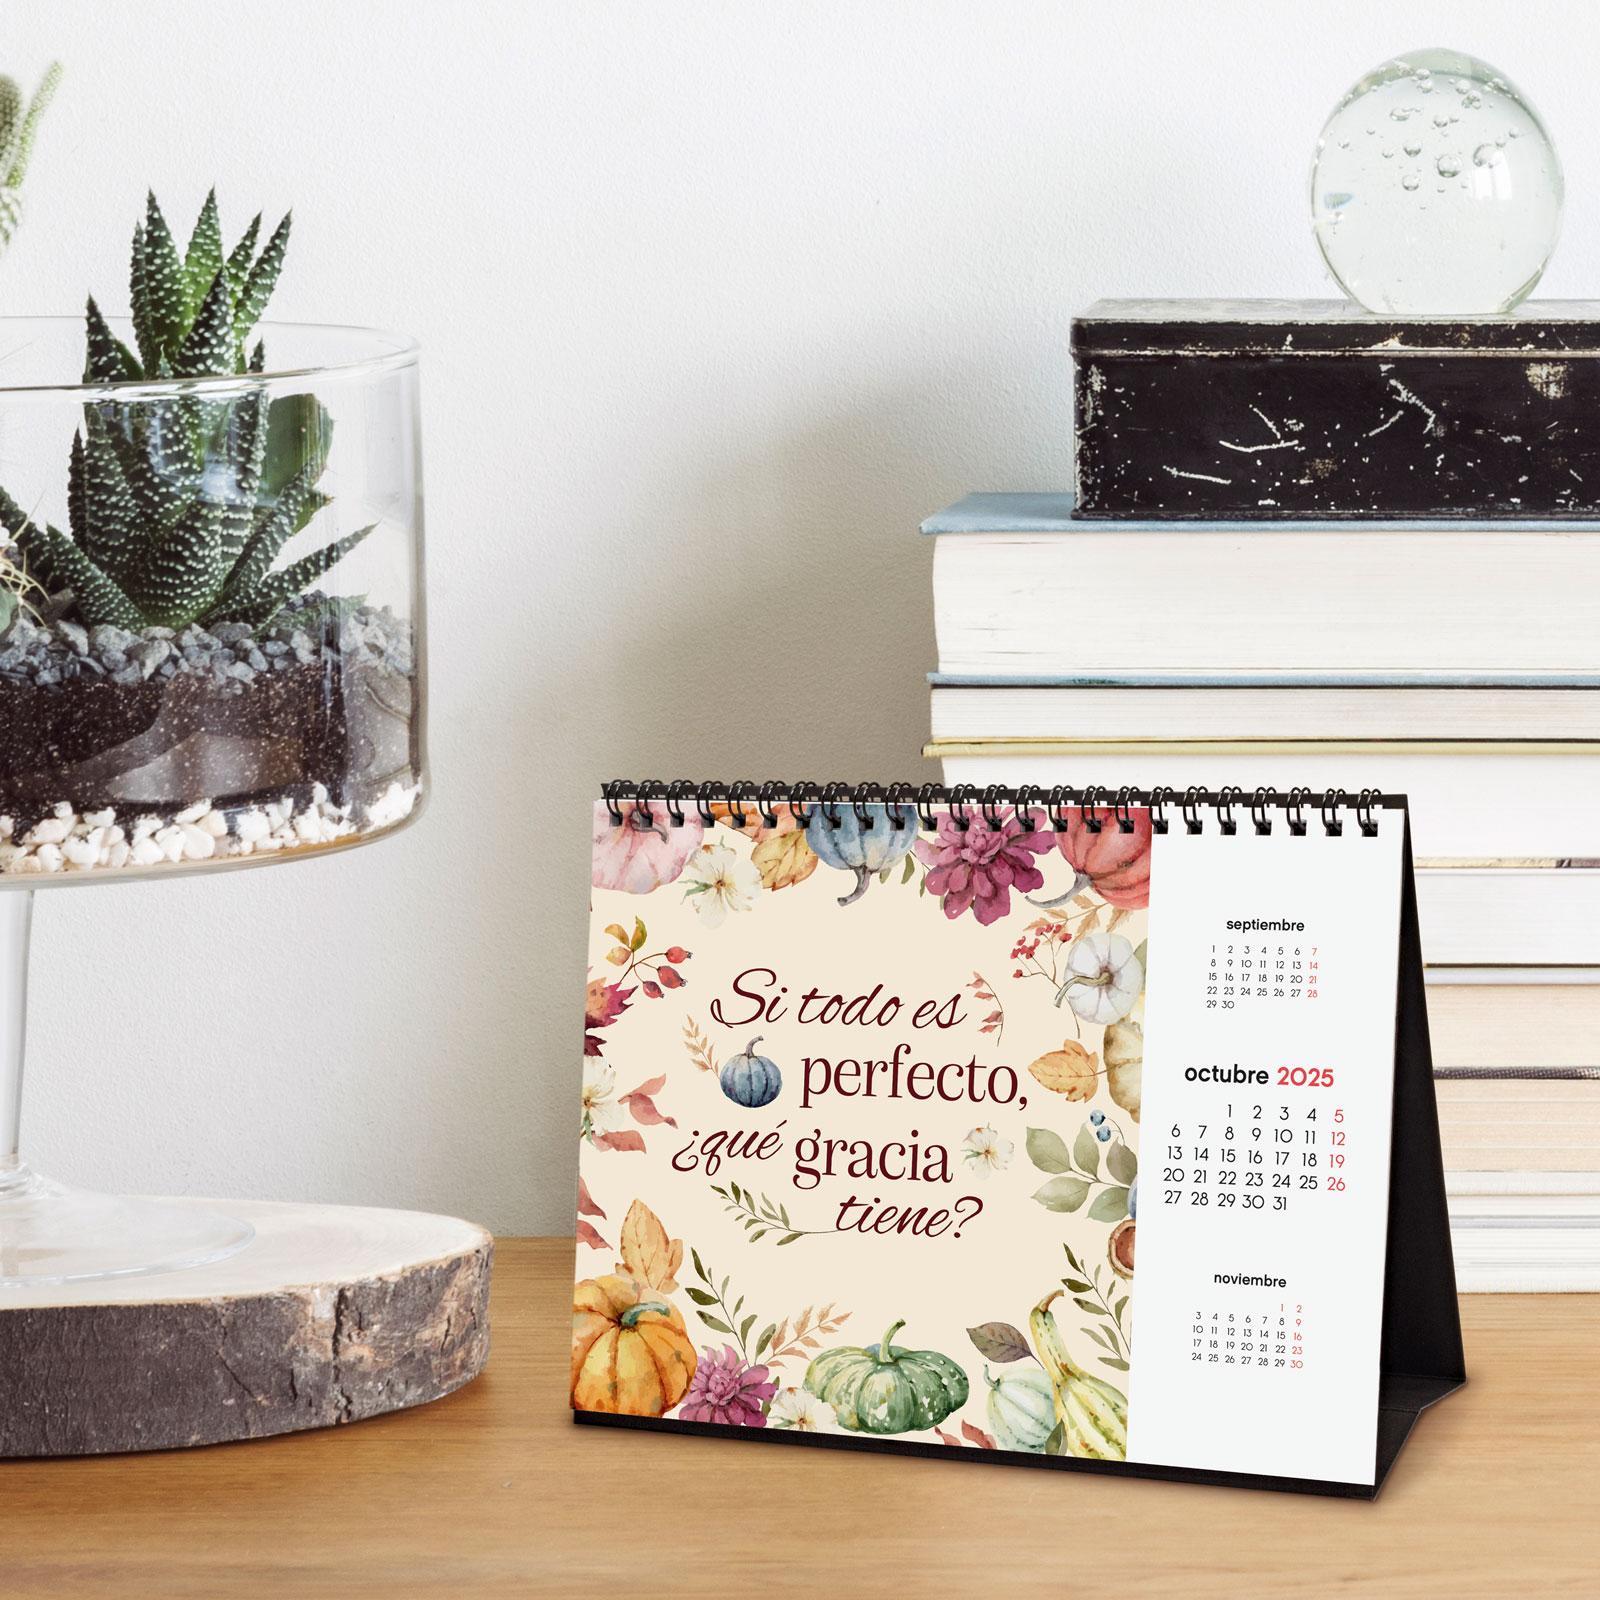 Si todo es
perfecto,
¿qué gracia
tiene?
septiembre
1 2 3 4 5 6 7
8 9 10 11 12 13 14
15 16 17 18 19 20 21
22 23 24 25 26 27 28
29 30
octubre 2025
1 2 3 4 5
6 7 8 9 10 11 12
13 14 15 16 17 18 19
20 21 22 23 24 25 26
27 28 29 30 31
noviembre
1 2
3 4 5 6 7 8 9
10 11 12 13 14 15 16
17 18 19 20 21 22 23
24 25 26 27 28 29 30